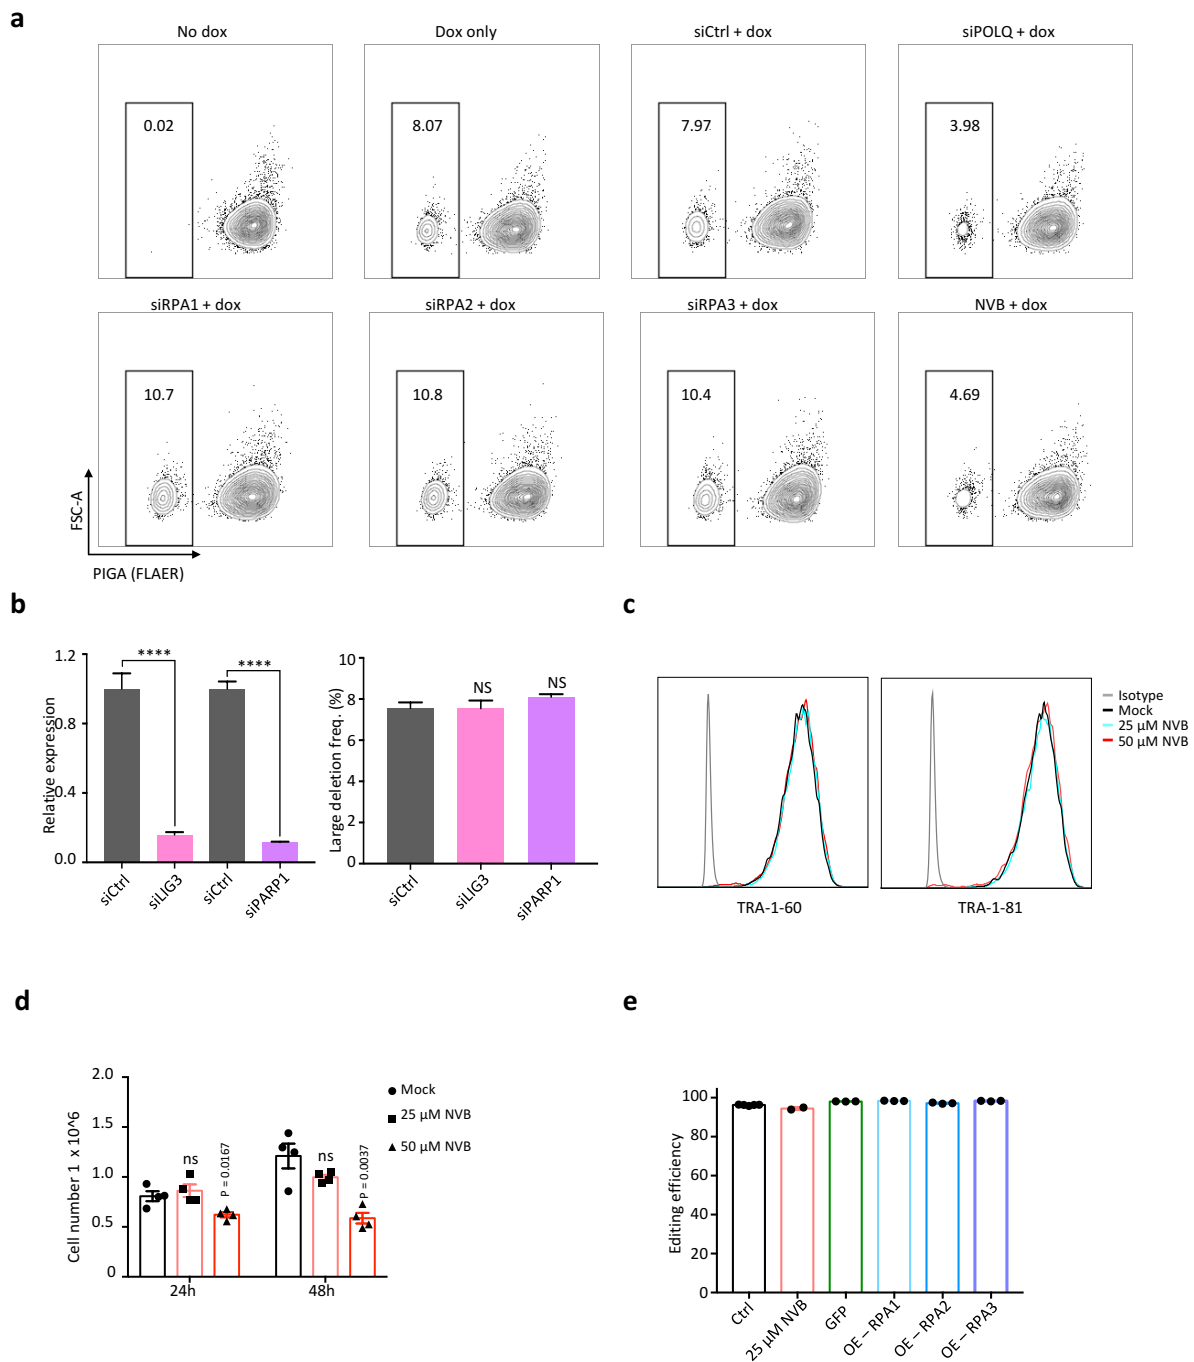 a
No dox
Dox only
siCtrl + dox
siPOLQ + dox
0.02
8.07
7.97
3.98
siRPA1 + dox
siRPA2 + dox
siRPA3 + dox
NVB + dox
10.7
10.8
10.4
4.69
FSC-A
PIGA (FLAER)
b
Relative expression
1.2
0.8
0.4
0.0
****
****
siCtrl
siLIG3
siCtrl
siPARP1
Large deletion freq. (%)
10
8
6
4
2
0
NS
NS
siCtrl
siLIG3
siPARP1
c
TRA-1-60
TRA-1-81
Isotype
Mock
25 µM NVB
50 µM NVB
d
Cell number 1 x 10^6
2.0
1.5
1.0
0.5
0
ns
P = 0.0167
ns
P = 0.0037
24h
48h
Mock
25 µM NVB
50 µM NVB
e
Editing efficiency
100
80
60
40
20
0
Ctrl
25 µM NVB
GFP
OE – RPA1
OE – RPA2
OE – RPA3